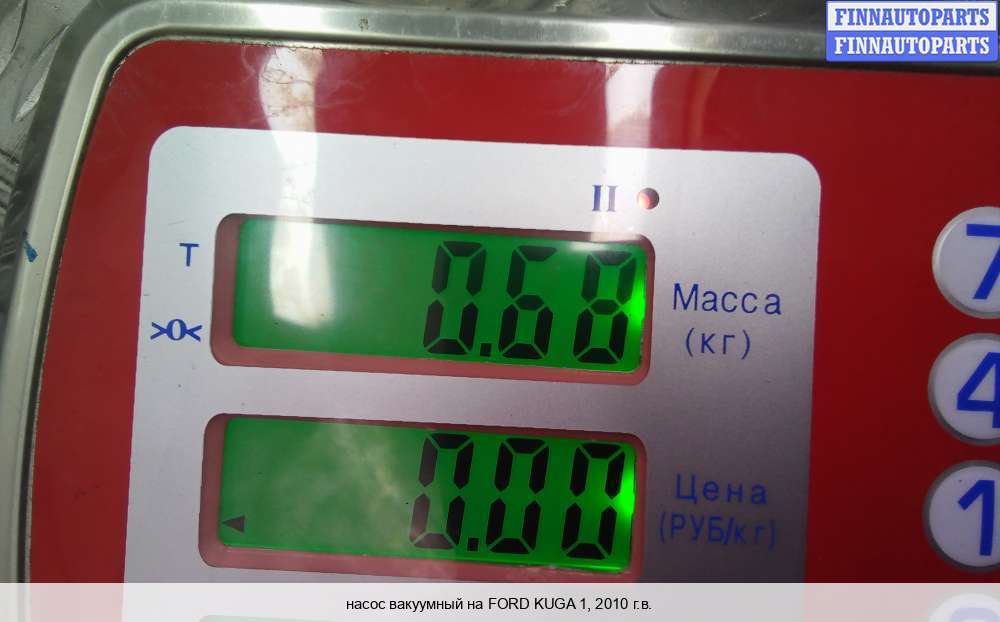 FINNAUTOPARTS
FINNAUTOPARTS
II
T
0.68
Масса
(кг)
>0<
7
4
0.00
Цена
(РУБ/кг)
1
насос вакуумный на FORD KUGA 1, 2010 г.в.